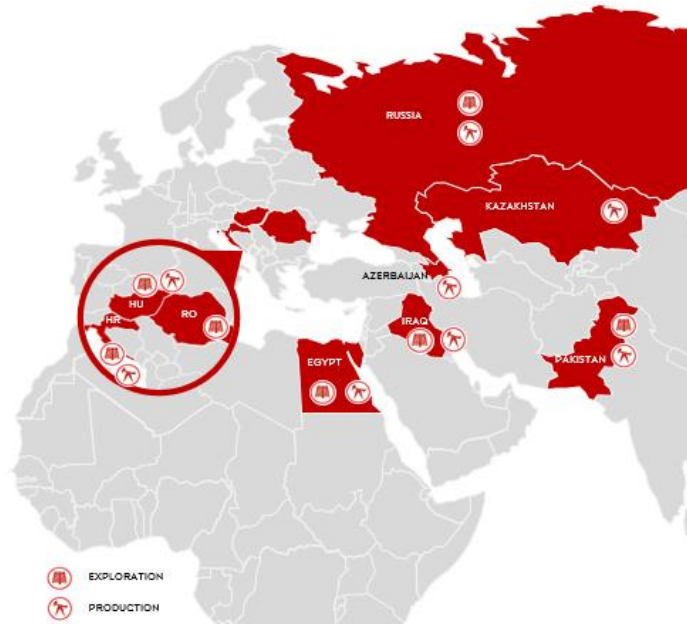 RUSSIA
KAZAKHSTAN
AZERBAIJAN
HU
HR
RO
IRAQ
EGYPT
PAKISTAN
EXPLORATION
PRODUCTION